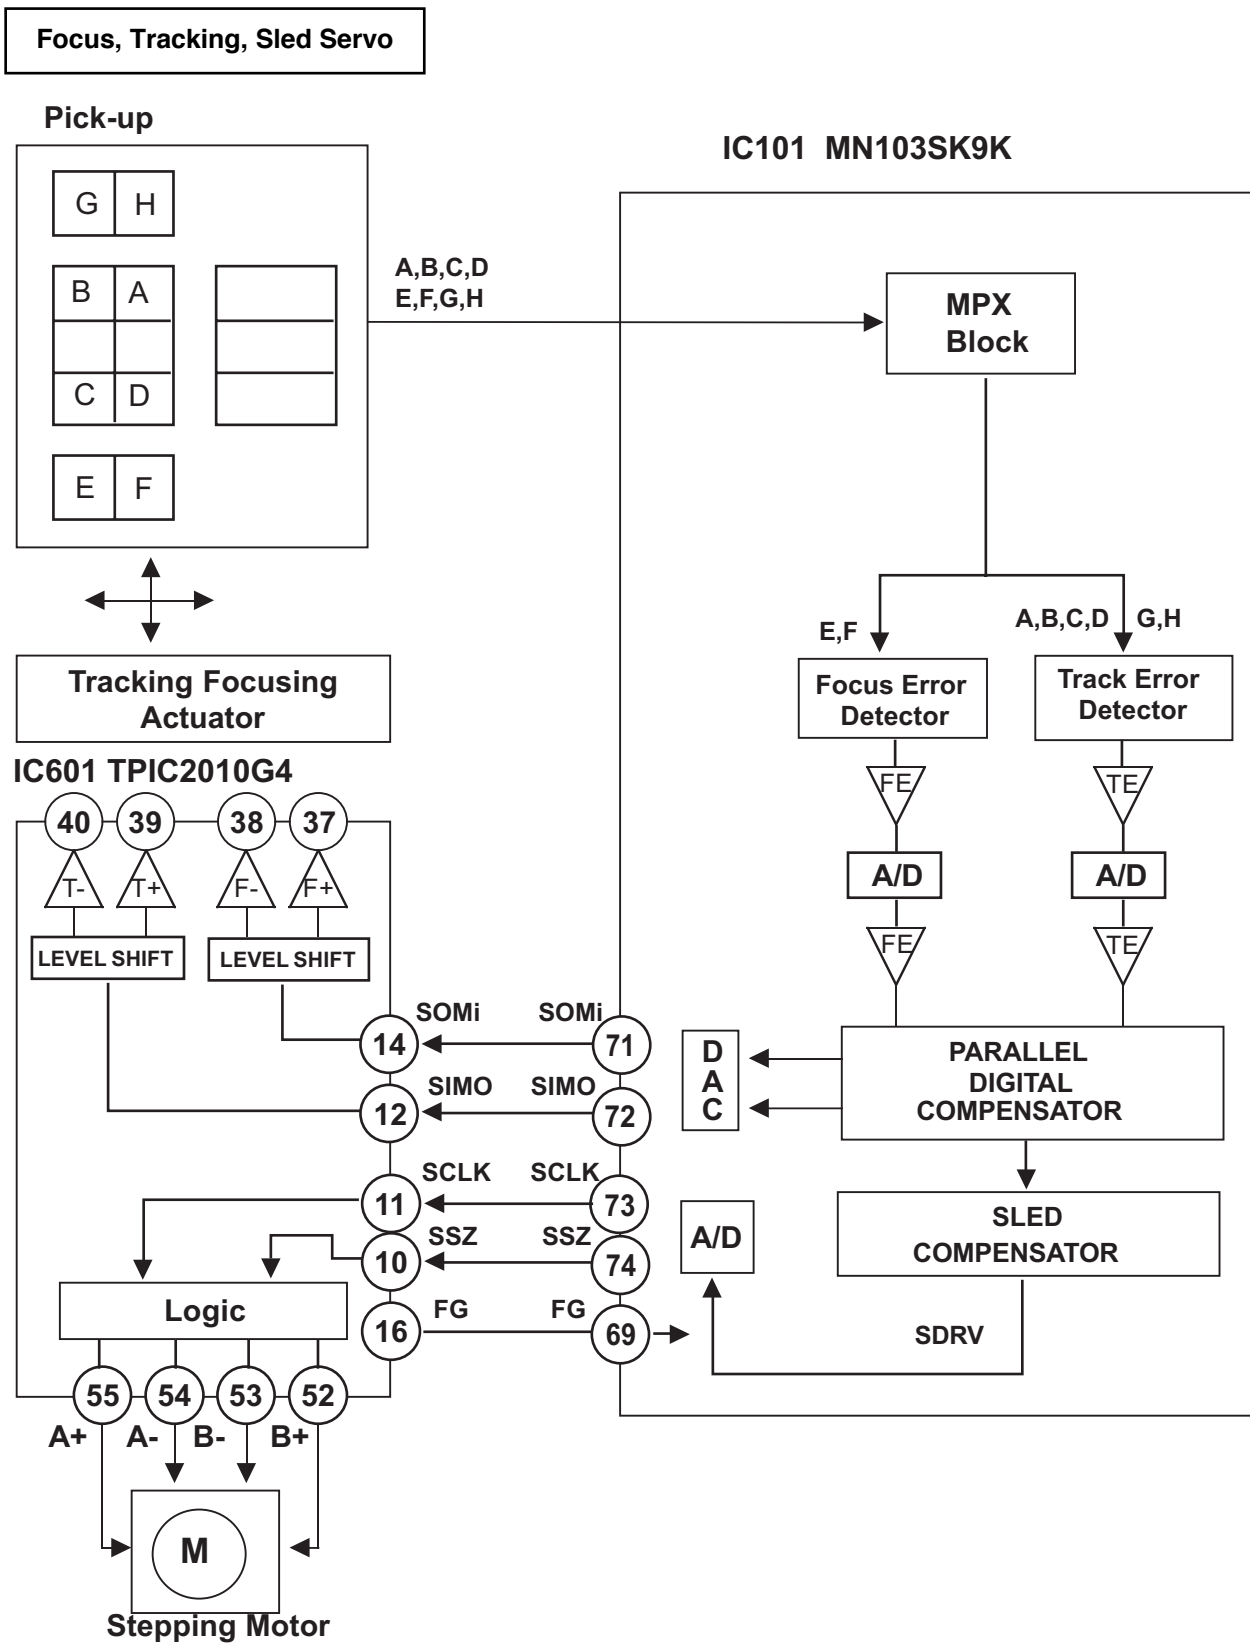 Focus, Tracking, Sled Servo
Pick-up
IC101 MN103SK9K
G H
B A
C D
E F
A,B,C,D
E,F,G,H
MPX
Block
E,F
A,B,C,D
G,H
Tracking Focusing
Actuator
Focus Error
Detector
Track Error
Detector
IC601 TPIC2010G4
FE
TE
40
39
38
37
T-
T+
F-
F+
A/D
A/D
LEVEL SHIFT
LEVEL SHIFT
FE
TE
SOMi
SOMi
14
71
SIMO
SIMO
12
72
D
A
C
PARALLEL
DIGITAL
COMPENSATOR
SCLK
SCLK
11
73
SSZ
SSZ
10
74
A/D
SLED
COMPENSATOR
Logic
FG
FG
16
69
SDRV
55
54
53
52
A+
A-
B-
B+
M
Stepping Motor